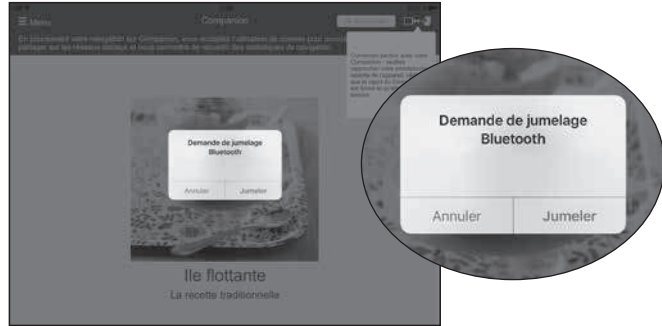 Menu
Companion
En poursuivant votre navigation sur Companion, vous acceptez l'utilisation de cookies pour
partager sur les réseaux sociaux et nous permettre de recueillir des statistiques de navigation
Demande de jumelage
Bluetooth
Annuler
Jumeler
Ile flottante
La recette traditionnelle
Demande de jumelage
Bluetooth
Annuler
Jumeler